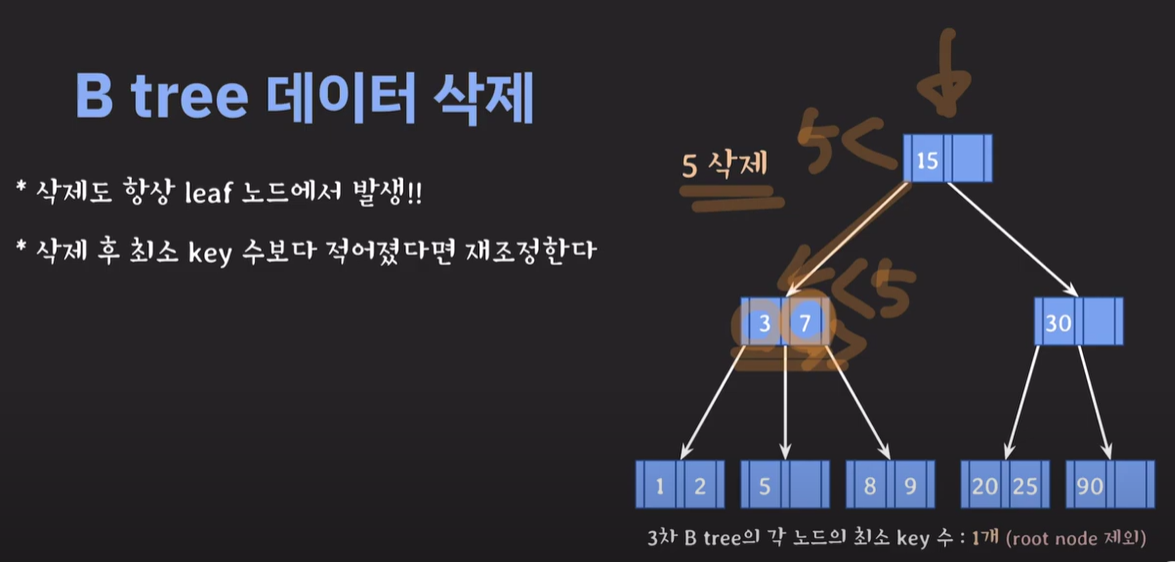 B tree 데이터 삭제
* 삭제도 항상 leaf 노드에서 발생!!
* 삭제 후 최소 key 수보다 적어졌다면 재조정한다
5 삭제
5 <
15
< 5
3 7
30
1 2
5
8 9
20 25
90
3차 B tree의 각 노드의 최소 key 수 : 1개 (root node 제외)